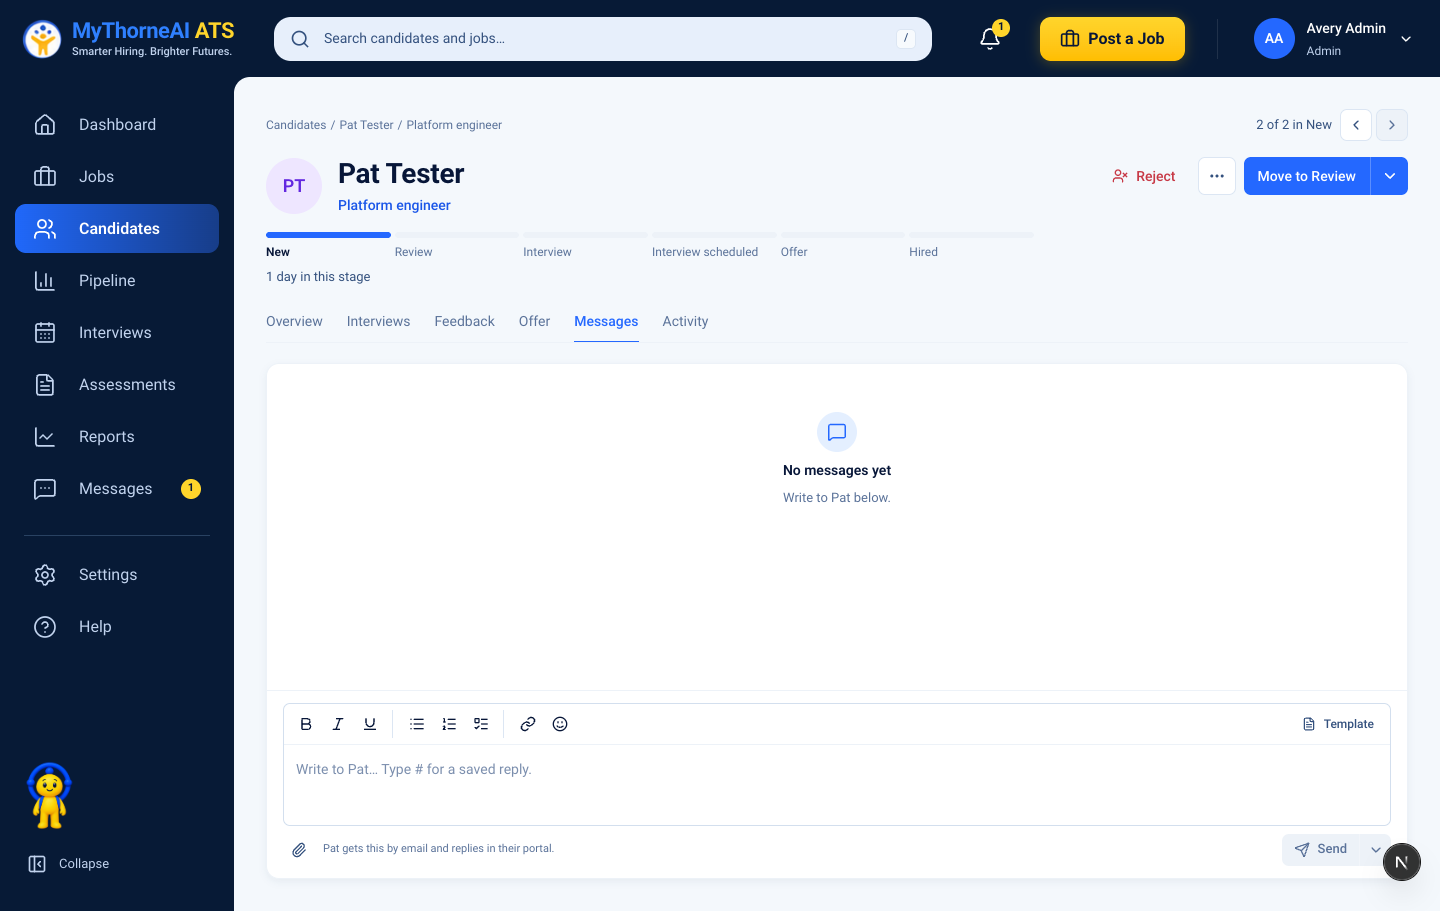 MyThorneAI ATS
Smarter Hiring. Brighter Futures.
Search candidates and jobs...
/
1
Post a Job
AA
Avery Admin
Admin
Dashboard
Jobs
Candidates
Pipeline
Interviews
Assessments
Reports
Messages
1
Settings
Help
Collapse
Candidates / Pat Tester / Platform engineer
2 of 2 in New
PT
Pat Tester
Platform engineer
Reject
Move to Review
New
Review
Interview
Interview scheduled
Offer
Hired
1 day in this stage
Overview
Interviews
Feedback
Offer
Messages
Activity
No messages yet
Write to Pat below.
B
I
U
Template
Write to Pat... Type # for a saved reply.
Pat gets this by email and replies in their portal.
Send
N